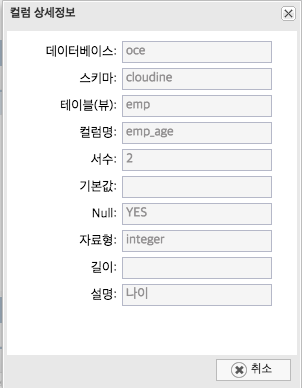 컬럼 상세정보
데이터베이스: oce
스키마: cloudine
테이블(뷰): emp
컬럼명: emp_age
서수: 2
기본값:
Null: YES
자료형: integer
길이:
설명: 나이
취소